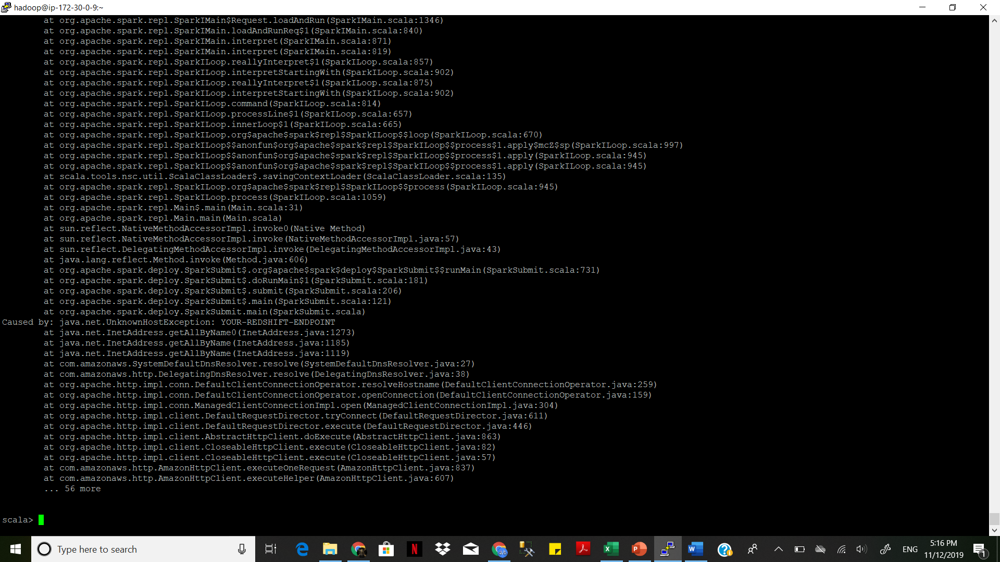 hadoop@ip-172-30-0-9:~
at org.apache.spark.repl.SparkIMain$Request.loadAndRun(SparkIMain.scala:1346)
at org.apache.spark.repl.SparkIMain.loadAndRunReq$1(SparkIMain.scala:840)
at org.apache.spark.repl.SparkIMain.interpret(SparkIMain.scala:871)
at org.apache.spark.repl.SparkIMain.interpret(SparkIMain.scala:819)
at org.apache.spark.repl.SparkILoop.reallyInterpret$1(SparkILoop.scala:857)
at org.apache.spark.repl.SparkILoop.interpretStartingWith(SparkILoop.scala:902)
at org.apache.spark.repl.SparkILoop.reallyInterpret$1(SparkILoop.scala:875)
at org.apache.spark.repl.SparkILoop.interpretStartingWith(SparkILoop.scala:902)
at org.apache.spark.repl.SparkILoop.command(SparkILoop.scala:814)
at org.apache.spark.repl.SparkILoop.processLine$1(SparkILoop.scala:657)
at org.apache.spark.repl.SparkILoop.innerLoop$1(SparkILoop.scala:665)
at org.apache.spark.repl.SparkILoop.org$apache$spark$repl$SparkILoop$$loop(SparkILoop.scala:670)
at org.apache.spark.repl.SparkILoop$$anonfun$org$apache$spark$repl$SparkILoop$$process$1.apply$mcZ$sp(SparkILoop.scala:997)
at org.apache.spark.repl.SparkILoop$$anonfun$org$apache$spark$repl$SparkILoop$$process$1.apply(SparkILoop.scala:945)
at org.apache.spark.repl.SparkILoop$$anonfun$org$apache$spark$repl$SparkILoop$$process$1.apply(SparkILoop.scala:945)
at scala.tools.nsc.util.ScalaClassLoader$.savingContextLoader(ScalaClassLoader.scala:135)
at org.apache.spark.repl.SparkILoop.org$apache$spark$repl$SparkILoop$$process(SparkILoop.scala:945)
at org.apache.spark.repl.SparkILoop.process(SparkILoop.scala:1059)
at org.apache.spark.repl.Main$.main(Main.scala:31)
at org.apache.spark.repl.Main.main(Main.scala)
at sun.reflect.NativeMethodAccessorImpl.invoke0(Native Method)
at sun.reflect.NativeMethodAccessorImpl.invoke(NativeMethodAccessorImpl.java:57)
at sun.reflect.DelegatingMethodAccessorImpl.invoke(DelegatingMethodAccessorImpl.java:43)
at java.lang.reflect.Method.invoke(Method.java:606)
at org.apache.spark.deploy.SparkSubmit$.org$apache$spark$deploy$SparkSubmit$$runMain(SparkSubmit.scala:731)
at org.apache.spark.deploy.SparkSubmit$.doRunMain$1(SparkSubmit.scala:181)
at org.apache.spark.deploy.SparkSubmit$.submit(SparkSubmit.scala:206)
at org.apache.spark.deploy.SparkSubmit$.main(SparkSubmit.scala:121)
at org.apache.spark.deploy.SparkSubmit.main(SparkSubmit.scala)
Caused by: java.net.UnknownHostException: YOUR-REDSHIFT-ENDPOINT
at java.net.InetAddress.getAllByName0(InetAddress.java:1273)
at java.net.InetAddress.getAllByName(InetAddress.java:1185)
at java.net.InetAddress.getAllByName(InetAddress.java:1119)
at com.amazonaws.SystemDefaultDnsResolver.resolve(SystemDefaultDnsResolver.java:27)
at com.amazonaws.http.DelegatingDnsResolver.resolve(DelegatingDnsResolver.java:38)
at org.apache.http.impl.conn.DefaultClientConnectionOperator.resolveHostname(DefaultClientConnectionOperator.java:259)
at org.apache.http.impl.conn.DefaultClientConnectionOperator.openConnection(DefaultClientConnectionOperator.java:159)
at org.apache.http.impl.conn.ManagedClientConnectionImpl.open(ManagedClientConnectionImpl.java:304)
at org.apache.http.impl.client.DefaultRequestDirector.tryConnect(DefaultRequestDirector.java:611)
at org.apache.http.impl.client.DefaultRequestDirector.execute(DefaultRequestDirector.java:446)
at org.apache.http.impl.client.AbstractHttpClient.doExecute(AbstractHttpClient.java:863)
at org.apache.http.impl.client.CloseableHttpClient.execute(CloseableHttpClient.java:82)
at org.apache.http.impl.client.CloseableHttpClient.execute(CloseableHttpClient.java:57)
at com.amazonaws.http.AmazonHttpClient.executeOneRequest(AmazonHttpClient.java:837)
at com.amazonaws.http.AmazonHttpClient.executeHelper(AmazonHttpClient.java:607)
... 56 more
scala>
Type here to search
ENG
5:16 PM
11/12/2019
1